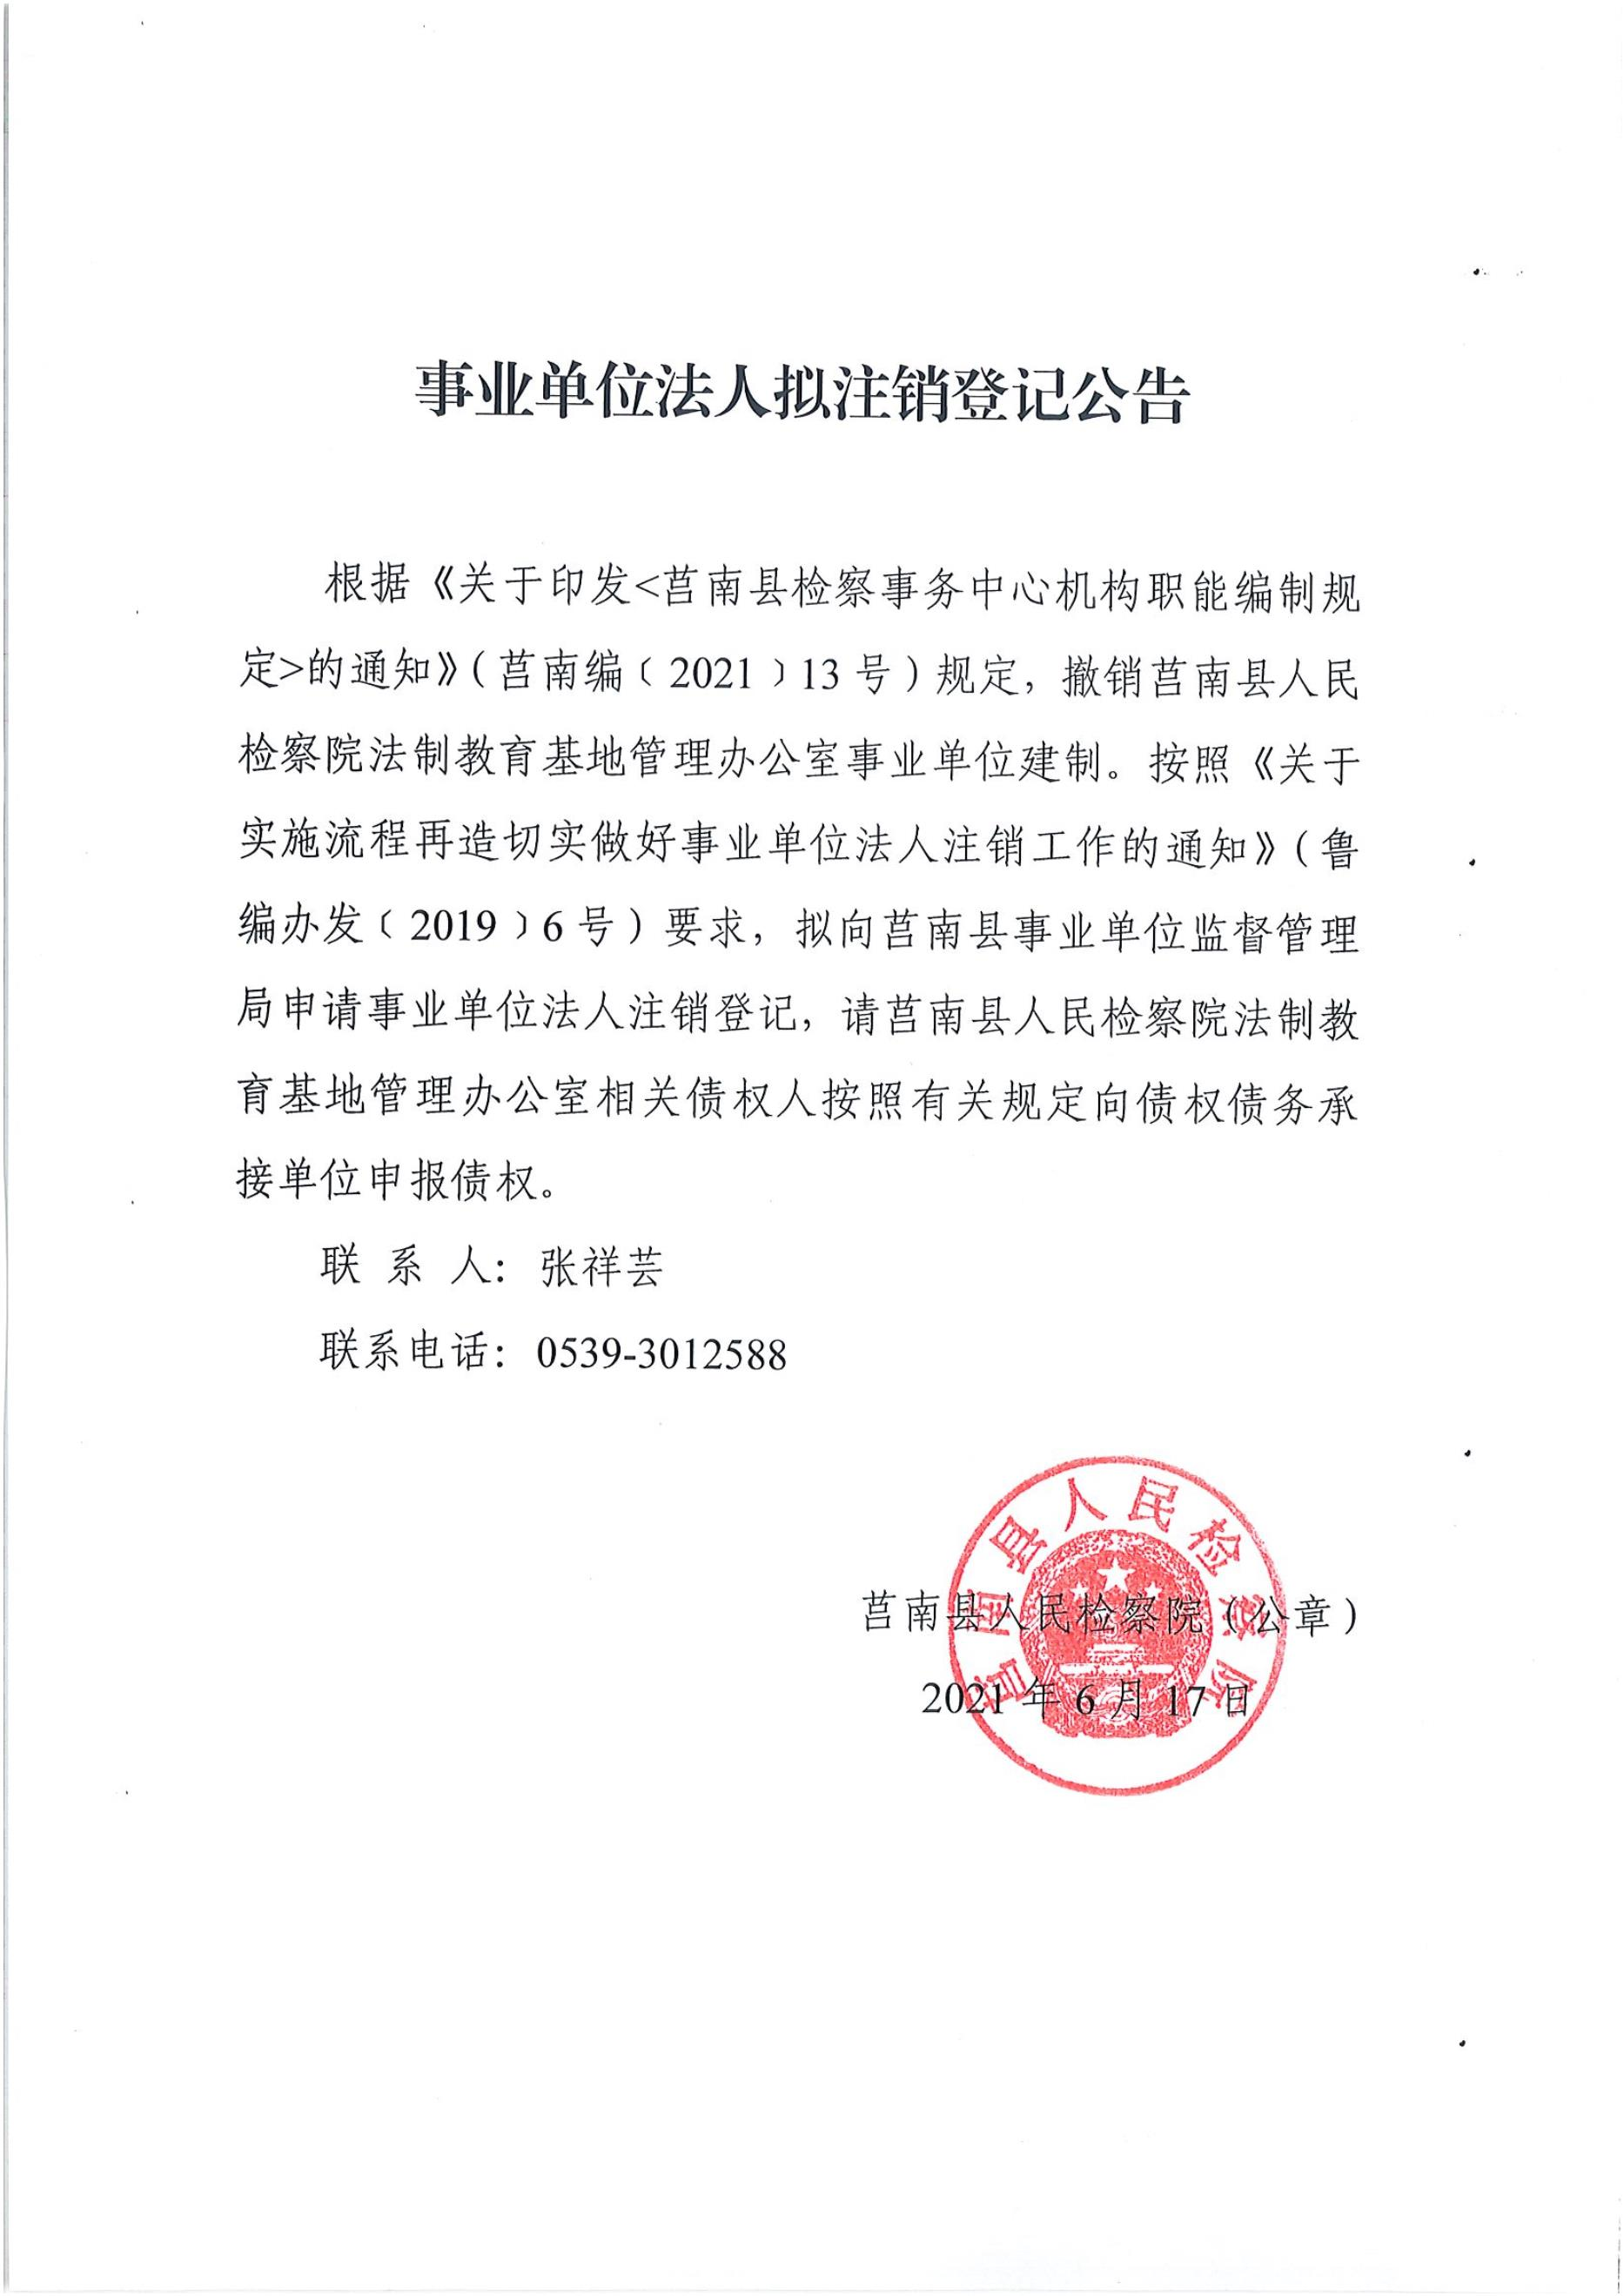 事业单位法人拟注销登记公告
根据《关于印发<莒南县检察事务中心机构职能编制规
定>的通知》（莒南编﹝2021﹞13号）规定，撤销莒南县人民
检察院法制教育基地管理办公室事业单位建制。按照《关于
实施流程再造切实做好事业单位法人注销工作的通知》（鲁
编办发﹝2019﹞6号）要求，拟向莒南县事业单位监督管理
局申请事业单位法人注销登记，请莒南县人民检察院法制教
育基地管理办公室相关债权人按照有关规定向债权债务承
接单位申报债权。
联 系 人：张祥芸
联系电话：0539-3012588
莒南县人民检察院
莒南县人民检察院（公章）
2021年6月17日